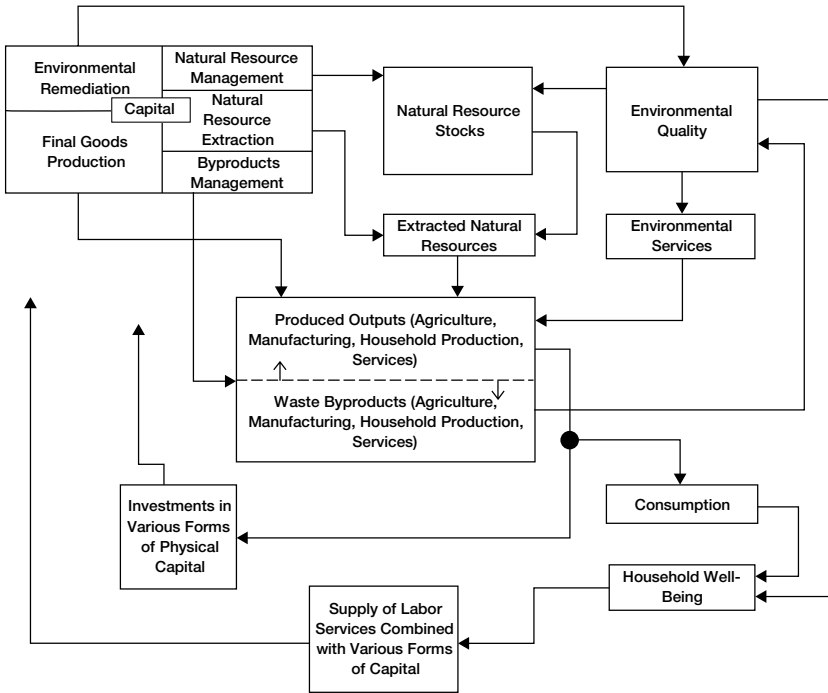 Environmental
Remediation
Natural Resource
Management
Capital
Natural
Resource
Extraction
Final Goods
Production
Byproducts
Management
Natural Resource
Stocks
Environmental
Quality
Extracted Natural
Resources
Environmental
Services
Produced Outputs (Agriculture,
Manufacturing, Household Production,
Services)
Waste Byproducts (Agriculture,
Manufacturing, Household Production,
Services)
Investments in
Various Forms
of Physical
Capital
Consumption
Household Well-
Being
Supply of Labor
Services Combined
with Various Forms
of Capital